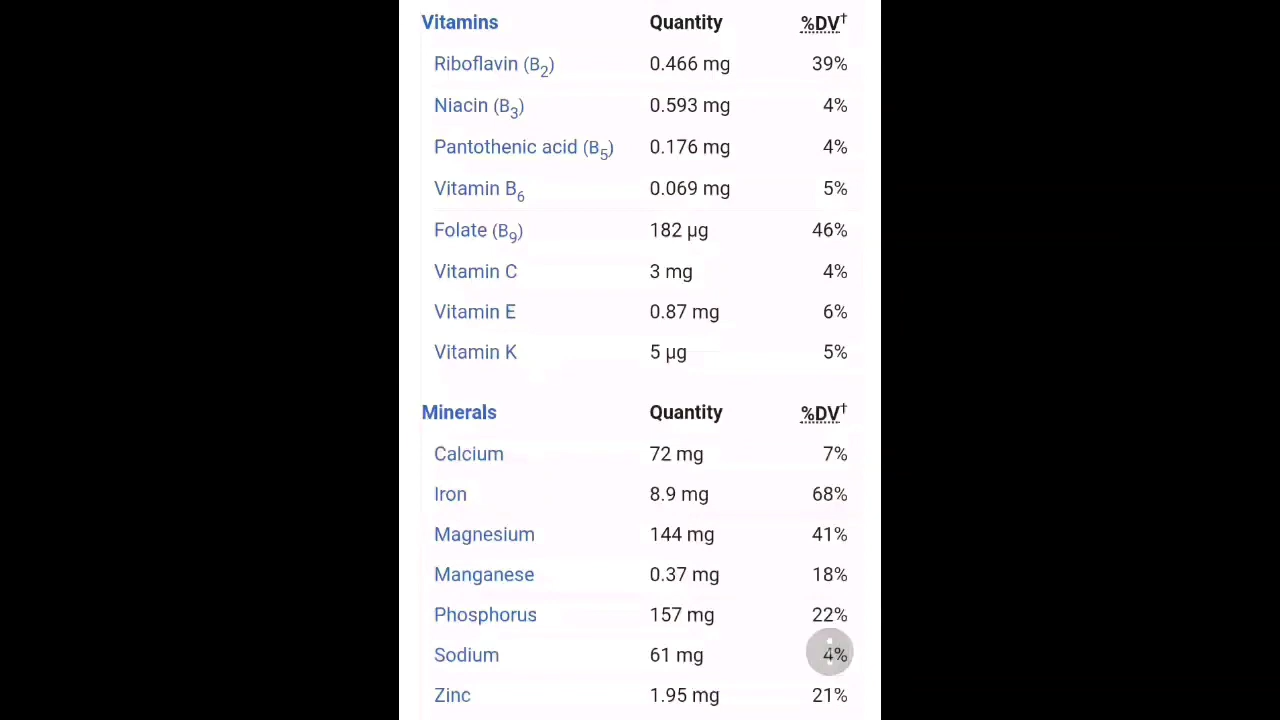 Vitamins Quantity %DV†
Riboflavin (B2) 0.466 mg 39%
Niacin (B3) 0.593 mg 4%
Pantothenic acid (B5) 0.176 mg 4%
Vitamin B6 0.069 mg 5%
Folate (B9) 182 μg 46%
Vitamin C 3 mg 4%
Vitamin E 0.87 mg 6%
Vitamin K 5 μg 5%
Minerals Quantity %DV†
Calcium 72 mg 7%
Iron 8.9 mg 68%
Magnesium 144 mg 41%
Manganese 0.37 mg 18%
Phosphorus 157 mg 22%
Sodium 61 mg 4%
Zinc 1.95 mg 21%